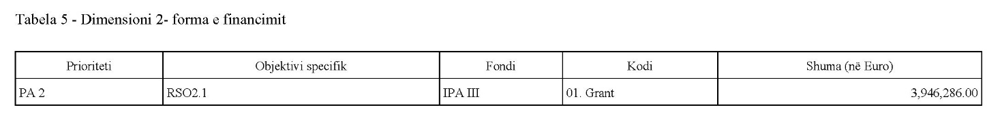 Tabela 5 - Dimensioni 2- forma e financimit
Prioriteti Objektivi specifik Fondi Kodi Shuma (në Euro)
PA 2 RSO2.1 IPA III 01. Grant 3,946,286.00